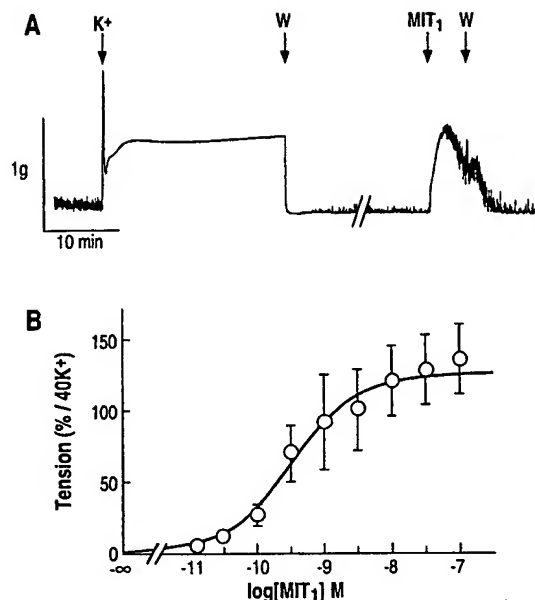 A
K+
W
MIT1
W
1g
10 min
B
Tension (% / 40K+)
150
100
50
0
-∞
-11
-10
-9
-8
-7
log[MIT1] M